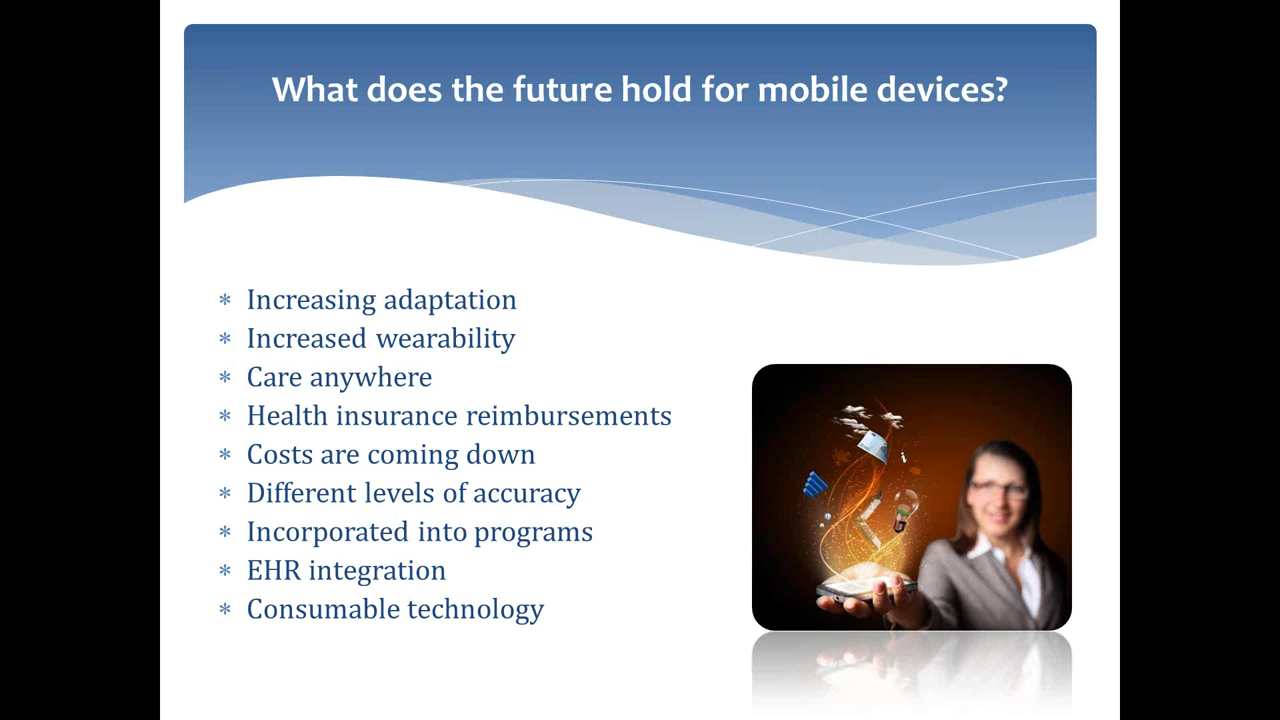 What does the future hold for mobile devices?
* Increasing adaptation
* Increased wearability
* Care anywhere
* Health insurance reimbursements
* Costs are coming down
* Different levels of accuracy
* Incorporated into programs
* EHR integration
* Consumable technology